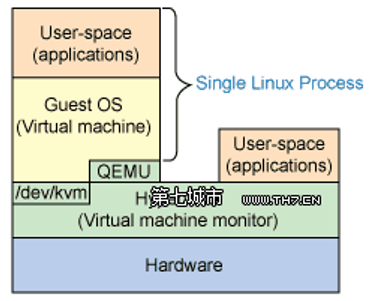 User-space
(applications)
Single Linux Process
Guest OS
(Virtual machine)
User-space
(applications)
QEMU
/dev/kvm
第七城市 WWW.TH7.CN
(Virtual machine monitor)
Hardware